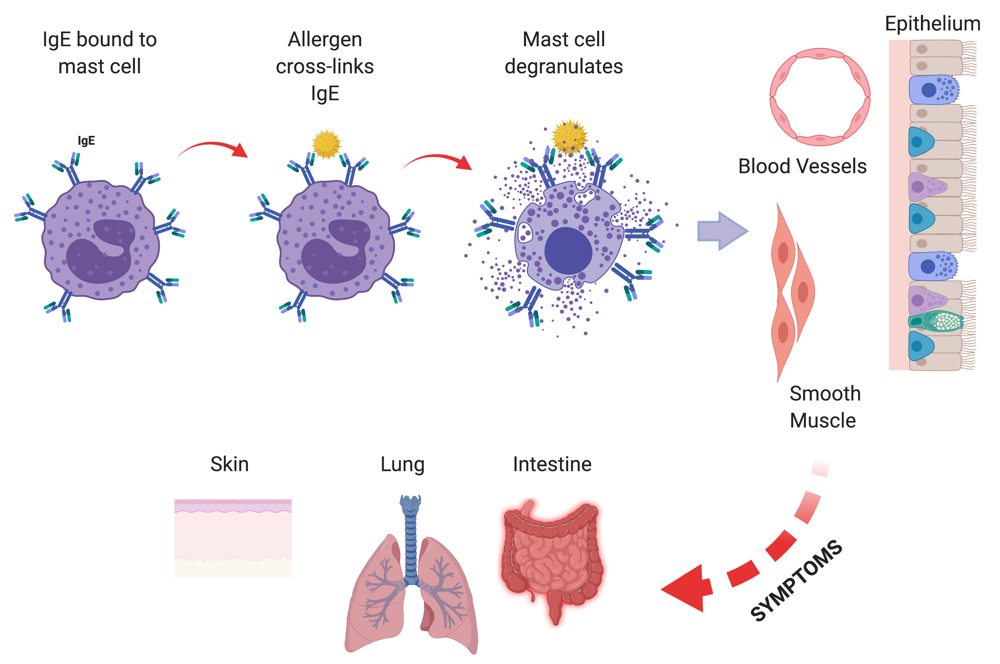 IgE bound to
mast cell
Allergen
cross-links
IgE
Mast cell
degranulates
Epithelium
IgE
Blood Vessels
Smooth
Muscle
Skin
Lung
Intestine
SYMPTOMS